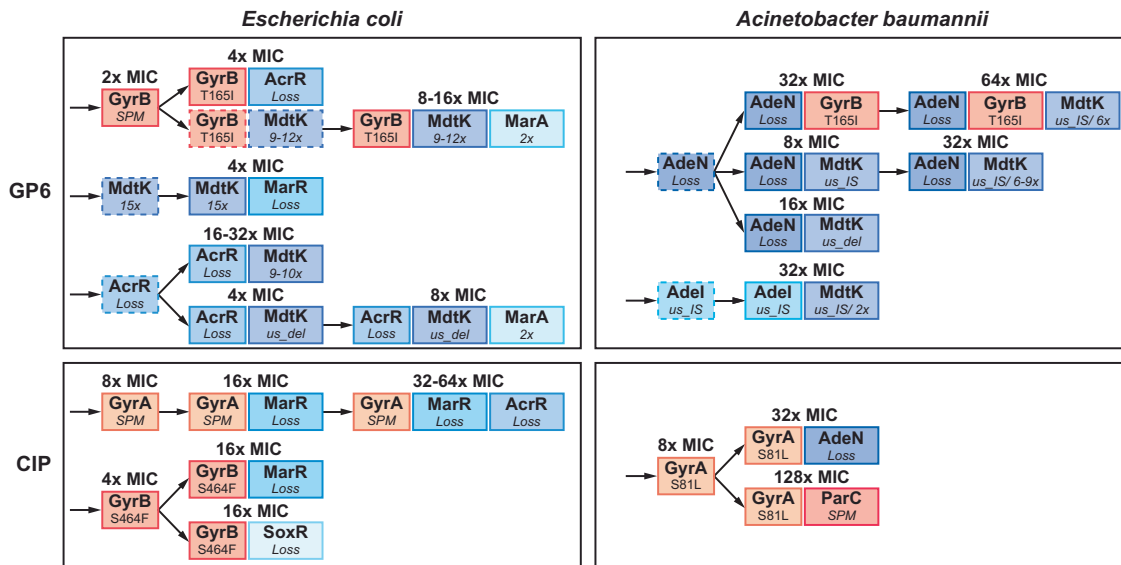 Escherichia coli
Acinetobacter baumannii
GP6
2x MIC
GyrB
SPM
4x MIC
GyrB AcrR
T165I Loss
GyrB MdtK
T165I 9-12x
8-16x MIC
GyrB MdtK MarA
T165I 9-12x 2x
MdtK
15x
4x MIC
MdtK MarR
15x Loss
AcrR
Loss
16-32x MIC
AcrR MdtK
Loss 9-10x
4x MIC
AcrR MdtK
Loss us_del
8x MIC
AcrR MdtK MarA
Loss us_del 2x
AdeN
Loss
32x MIC
AdeN GyrB
Loss T165I
64x MIC
AdeN GyrB MdtK
Loss T165I us_IS/ 6x
8x MIC
AdeN MdtK
Loss us_IS
32x MIC
AdeN MdtK
Loss us_IS/ 6-9x
16x MIC
AdeN MdtK
Loss us_del
AdeI
us_IS
32x MIC
AdeI MdtK
us_IS us_IS/ 2x
CIP
8x MIC
GyrA
SPM
16x MIC
GyrA MarR
SPM Loss
32-64x MIC
GyrA MarR AcrR
SPM Loss Loss
4x MIC
GyrB
S464F
16x MIC
GyrB MarR
S464F Loss
16x MIC
GyrB SoxR
S464F Loss
8x MIC
GyrA
S81L
32x MIC
GyrA AdeN
S81L Loss
128x MIC
GyrA ParC
S81L SPM